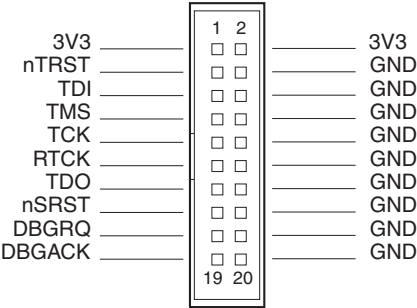 1 2
3V3 3V3
nTRST GND
TDI GND
TMS GND
TCK GND
RTCK GND
TDO GND
nSRST GND
DBGRQ GND
DBGACK GND
19 20